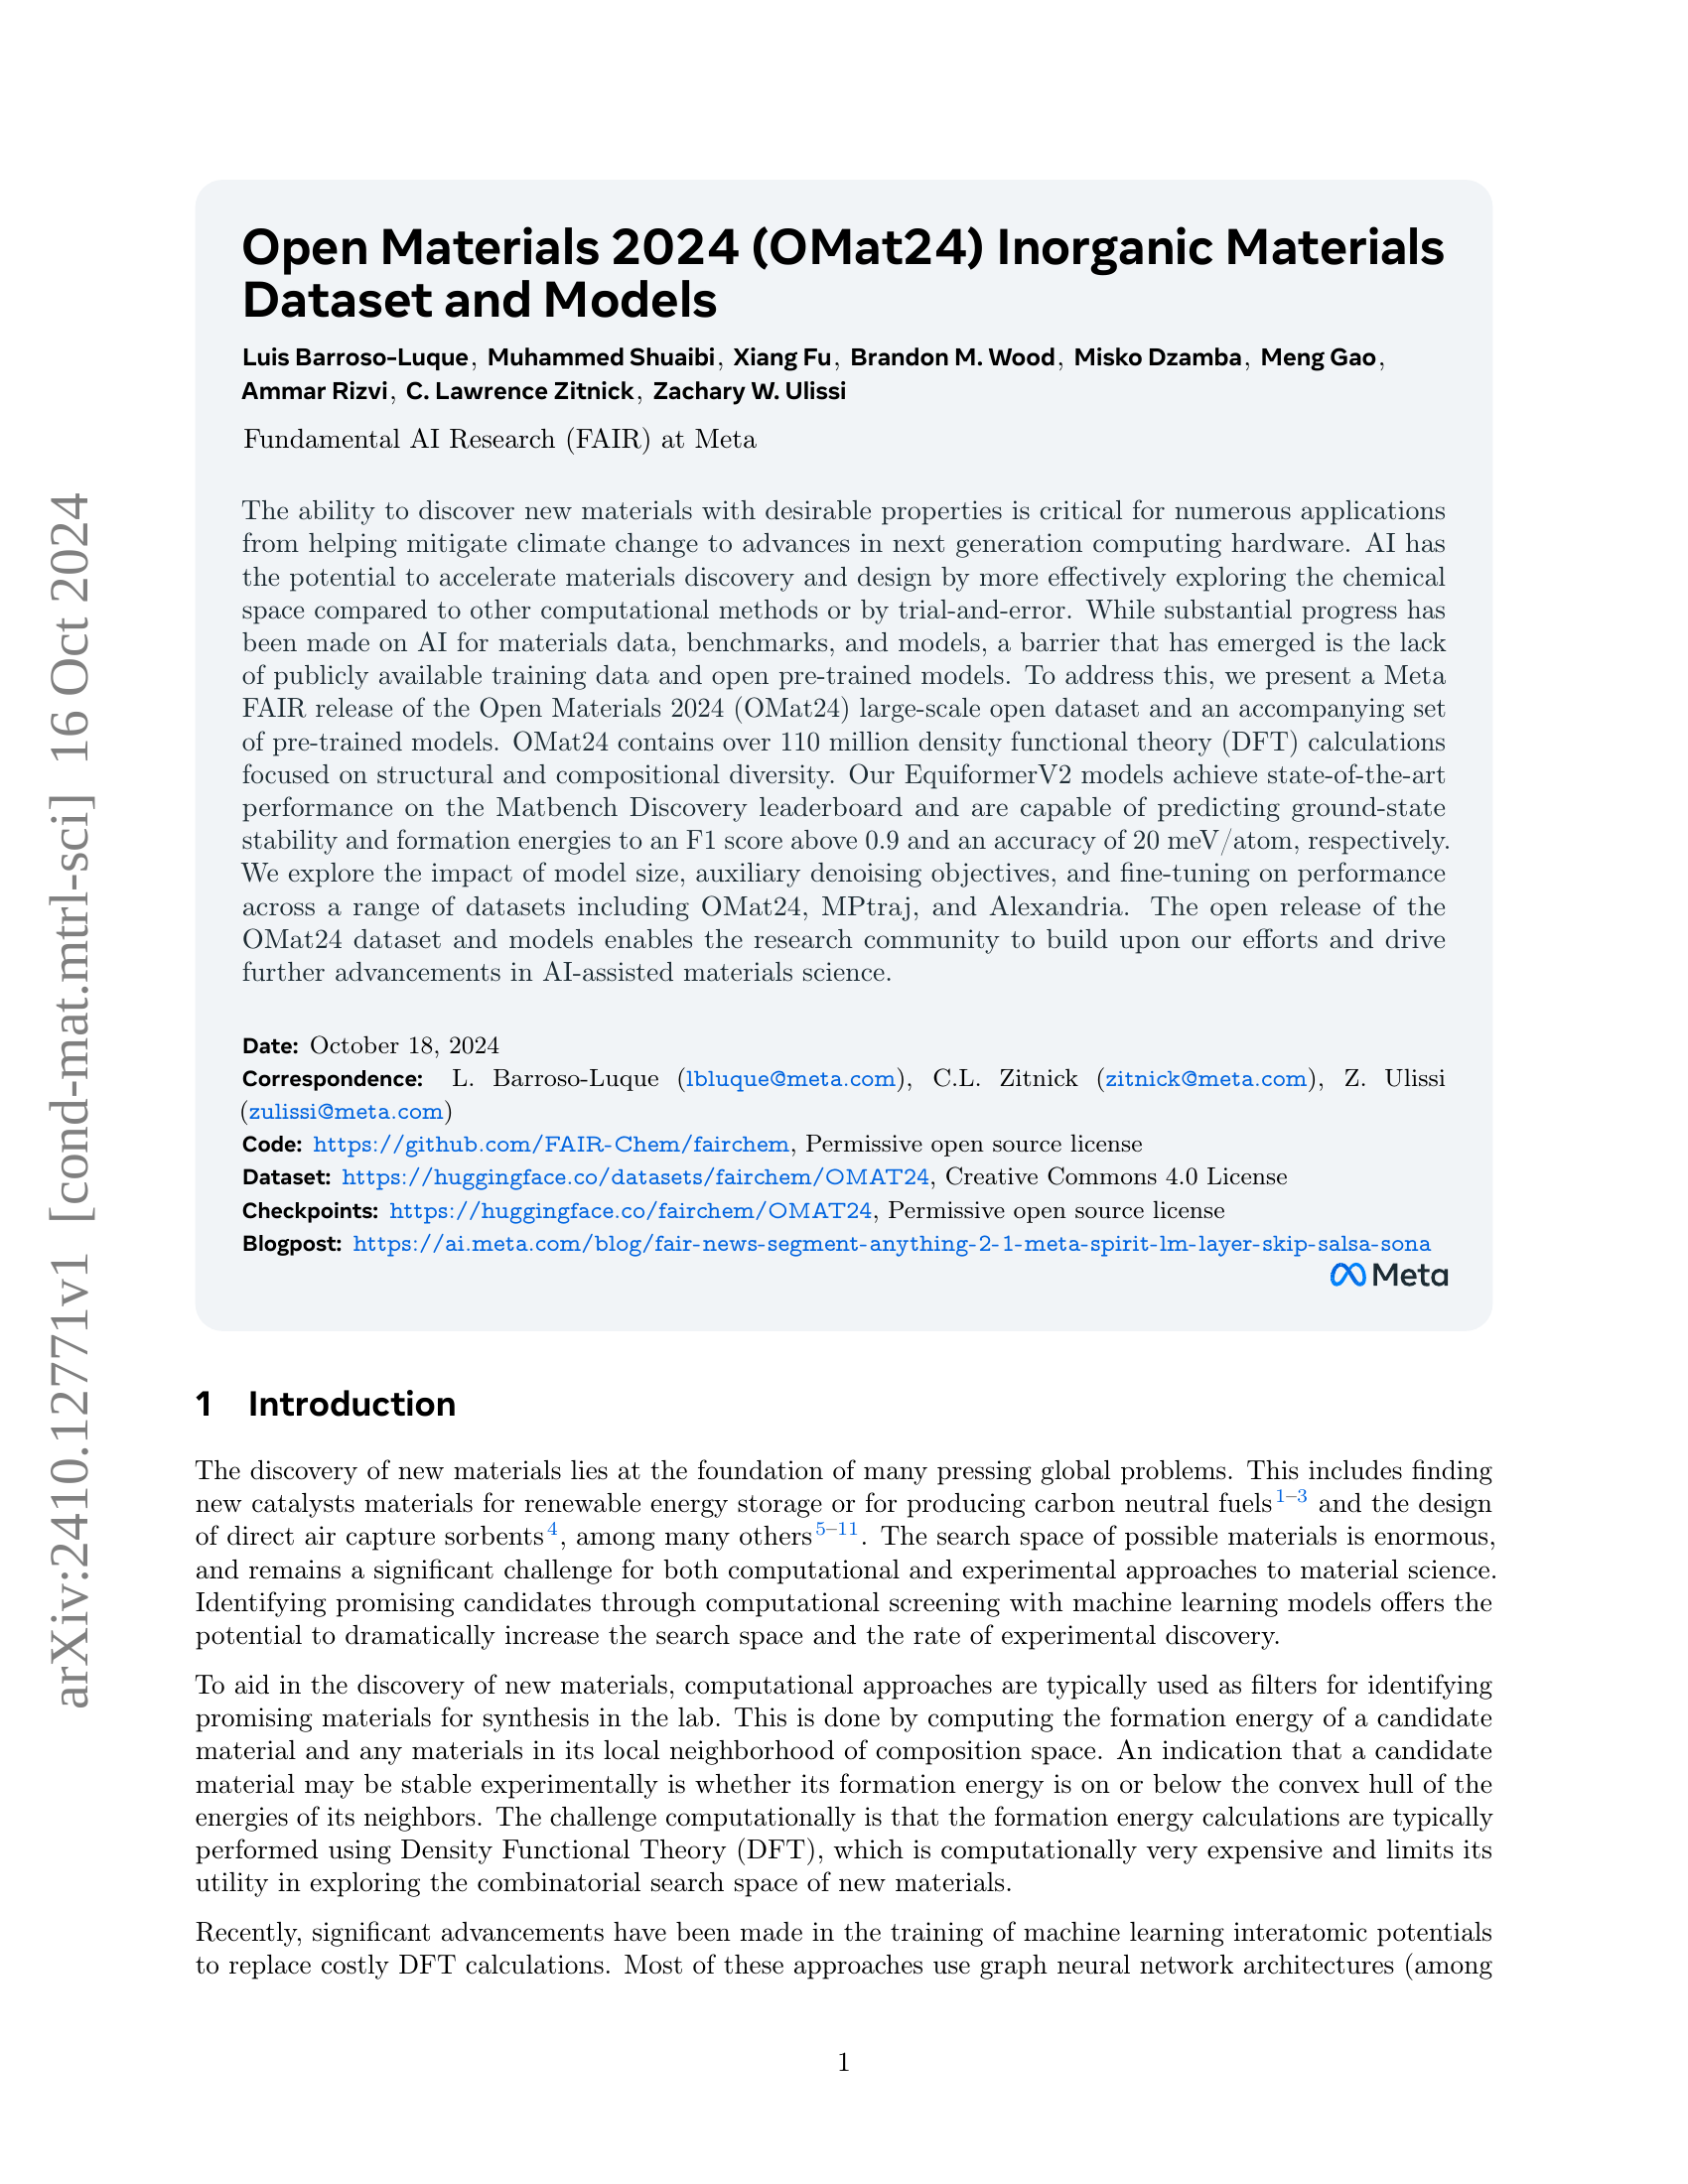 Open Materials 2024 (OMat24) Inorganic Materials
Dataset and Models
Luis Barroso-Luque, Muhammed Shuaibi, Xiang Fu, Brandon M. Wood, Misko Dzamba, Meng Gao,
Ammar Rizvi, C. Lawrence Zitnick, Zachary W. Ulissi
Fundamental AI Research (FAIR) at Meta
The ability to discover new materials with desirable properties is critical for numerous applications
from helping mitigate climate change to advances in next generation computing hardware. AI has
the potential to accelerate materials discovery and design by more effectively exploring the chemical
space compared to other computational methods or by trial-and-error. While substantial progress has
been made on AI for materials data, benchmarks, and models, a barrier that has emerged is the lack
of publicly available training data and open pre-trained models. To address this, we present a Meta
FAIR release of the Open Materials 2024 (OMat24) large-scale open dataset and an accompanying set
of pre-trained models. OMat24 contains over 110 million density functional theory (DFT) calculations
focused on structural and compositional diversity. Our EquiformerV2 models achieve state-of-the-art
performance on the Matbench Discovery leaderboard and are capable of predicting ground-state
stability and formation energies to an F1 score above 0.9 and an accuracy of 20 meV/atom, respectively.
We explore the impact of model size, auxiliary denoising objectives, and fine-tuning on performance
across a range of datasets including OMat24, MPtraj, and Alexandria. The open release of the
OMat24 dataset and models enables the research community to build upon our efforts and drive
further advancements in AI-assisted materials science.
Date: October 18, 2024
Correspondence: L. Barroso-Luque (lbluque@meta.com), C.L. Zitnick (zitnick@meta.com), Z. Ulissi
(zulissi@meta.com)
Code: https://github.com/FAIR-Chem/fairchem, Permissive open source license
Dataset: https://huggingface.co/datasets/fairchem/OMAT24, Creative Commons 4.0 License
Checkpoints: https://huggingface.co/fairchem/OMAT24, Permissive open source license
Blogpost: https://ai.meta.com/blog/fair-news-segment-anything-2-1-meta-spirit-lm-layer-skip-salsa-sona
Meta
1 Introduction
The discovery of new materials lies at the foundation of many pressing global problems. This includes finding
new catalysts materials for renewable energy storage or for producing carbon neutral fuels1–3 and the design
of direct air capture sorbents4, among many others5–11. The search space of possible materials is enormous,
and remains a significant challenge for both computational and experimental approaches to material science.
Identifying promising candidates through computational screening with machine learning models offers the
potential to dramatically increase the search space and the rate of experimental discovery.
To aid in the discovery of new materials, computational approaches are typically used as filters for identifying
promising materials for synthesis in the lab. This is done by computing the formation energy of a candidate
material and any materials in its local neighborhood of composition space. An indication that a candidate
material may be stable experimentally is whether its formation energy is on or below the convex hull of the
energies of its neighbors. The challenge computationally is that the formation energy calculations are typically
performed using Density Functional Theory (DFT), which is computationally very expensive and limits its
utility in exploring the combinatorial search space of new materials.
Recently, significant advancements have been made in the training of machine learning interatomic potentials
to replace costly DFT calculations. Most of these approaches use graph neural network architectures (among
1
arXiv:2410.12771v1 [cond-mat.mtrl-sci] 16 Oct 2024